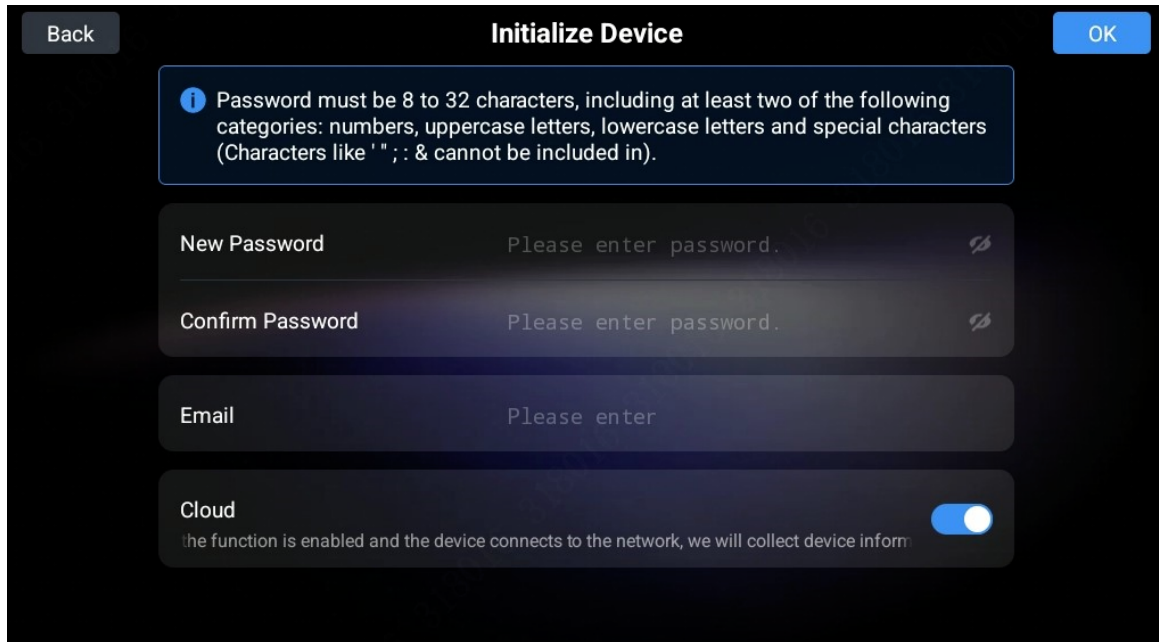 Back
Initialize Device
OK
Password must be 8 to 32 characters, including at least two of the following
categories: numbers, uppercase letters, lowercase letters and special characters
(Characters like ' " ; : & cannot be included in).
New Password
Please enter password.
Confirm Password
Please enter password.
Email
Please enter
Cloud
the function is enabled and the device connects to the network, we will collect device inform